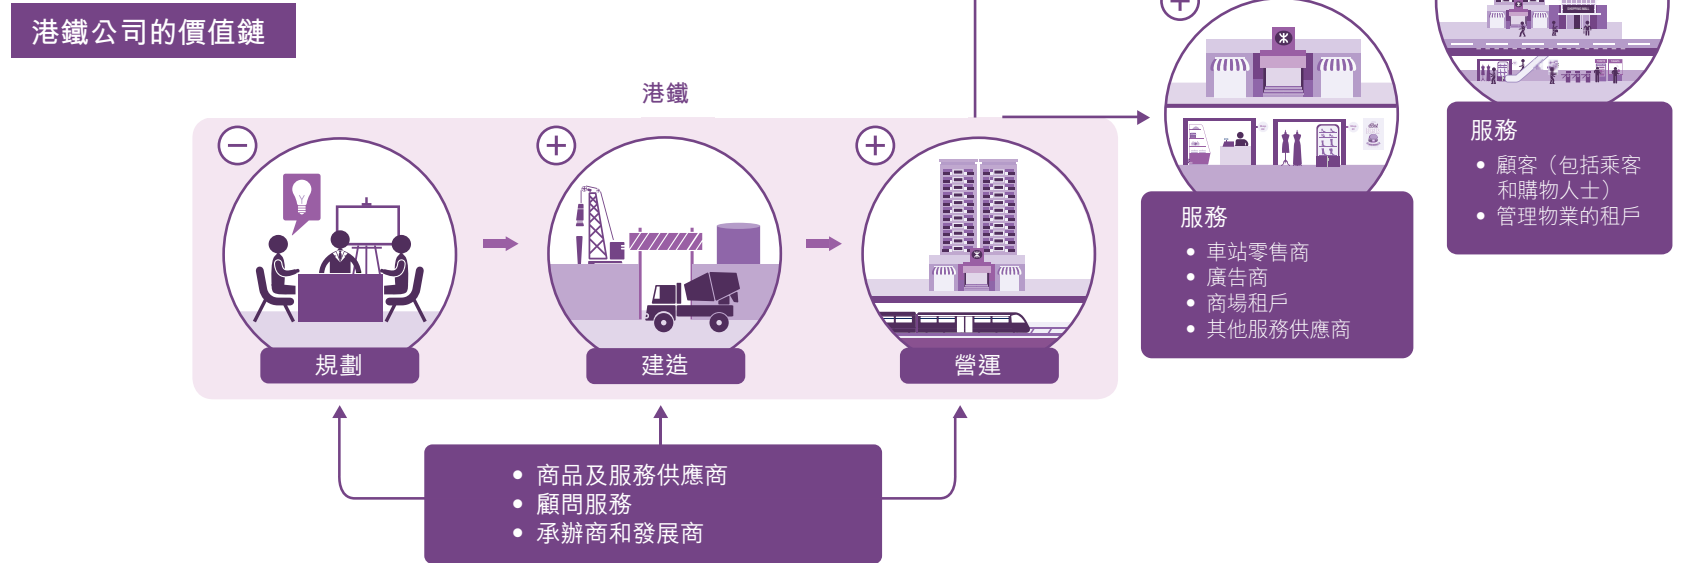 港鐵公司的價值鏈
港鐵
規劃
建造
營運
服務
• 車站零售商
• 廣告商
• 商場租戶
• 其他服務供應商
服務
• 顧客（包括乘客
和購物人士）
• 管理物業的租戶
• 商品及服務供應商
• 顧問服務
• 承辦商和發展商